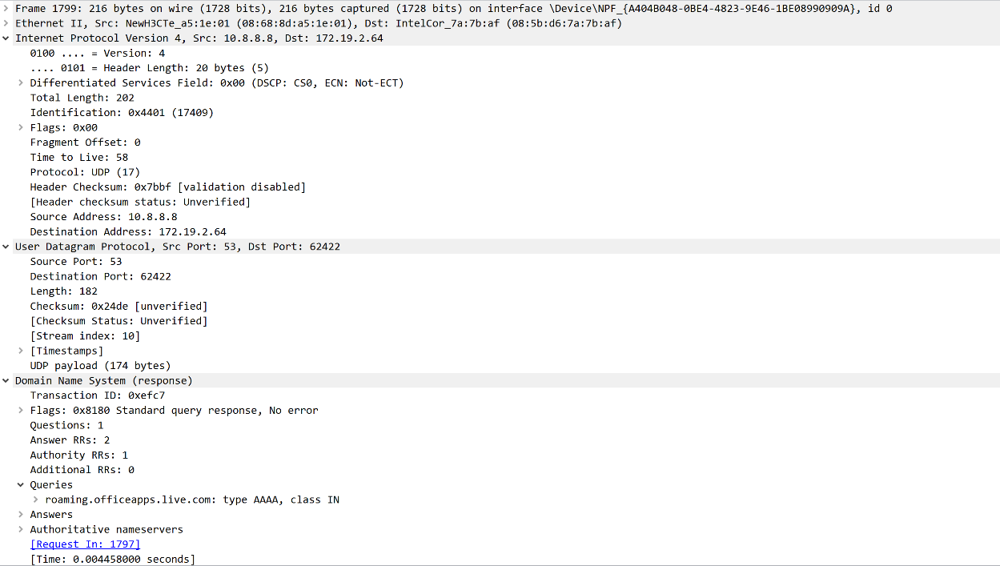 Frame 1799: 216 bytes on wire (1728 bits), 216 bytes captured (1728 bits) on interface \Device\NPF_{A404B048-0BE4-4823-9E46-1BE08990909A}, id 0
Ethernet II, Src: NewH3CTe_a5:1e:01 (08:68:8d:a5:1e:01), Dst: IntelCor_7a:7b:af (08:5b:d6:7a:7b:af)
Internet Protocol Version 4, Src: 10.8.8.8, Dst: 172.19.2.64
0100 .... = Version: 4
.... 0101 = Header Length: 20 bytes (5)
Differentiated Services Field: 0x00 (DSCP: CS0, ECN: Not-ECT)
Total Length: 202
Identification: 0x4401 (17409)
Flags: 0x00
Fragment Offset: 0
Time to Live: 58
Protocol: UDP (17)
Header Checksum: 0x7bbf [validation disabled]
[Header checksum status: Unverified]
Source Address: 10.8.8.8
Destination Address: 172.19.2.64
User Datagram Protocol, Src Port: 53, Dst Port: 62422
Source Port: 53
Destination Port: 62422
Length: 182
Checksum: 0x24de [unverified]
[Checksum Status: Unverified]
[Stream index: 10]
[Timestamps]
UDP payload (174 bytes)
Domain Name System (response)
Transaction ID: 0xefc7
Flags: 0x8180 Standard query response, No error
Questions: 1
Answer RRs: 2
Authority RRs: 1
Additional RRs: 0
Queries
roaming.officeapps.live.com: type AAAA, class IN
Answers
Authoritative nameservers
[Request In: 1797]
[Time: 0.004458000 seconds]